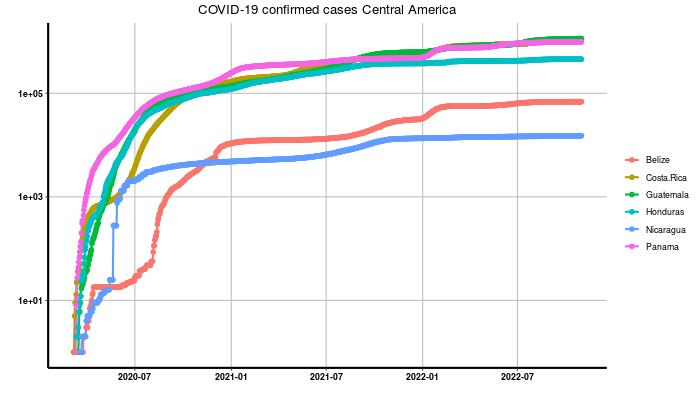 COVID-19 confirmed cases Central America
1e+05
1e+03
1e+01
2020-07
2021-01
2021-07
2022-01
2022-07
Belize
Costa.Rica
Guatemala
Honduras
Nicaragua
Panama